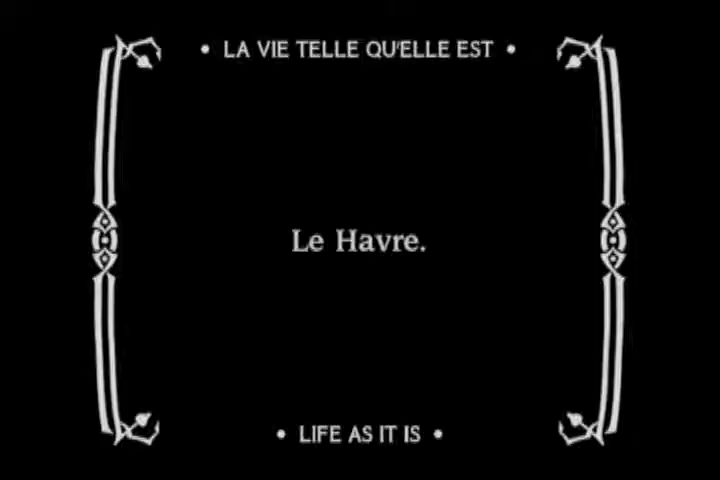 • LA VIE TELLE QU'ELLE EST •
Le Havre.
• LIFE AS IT IS •